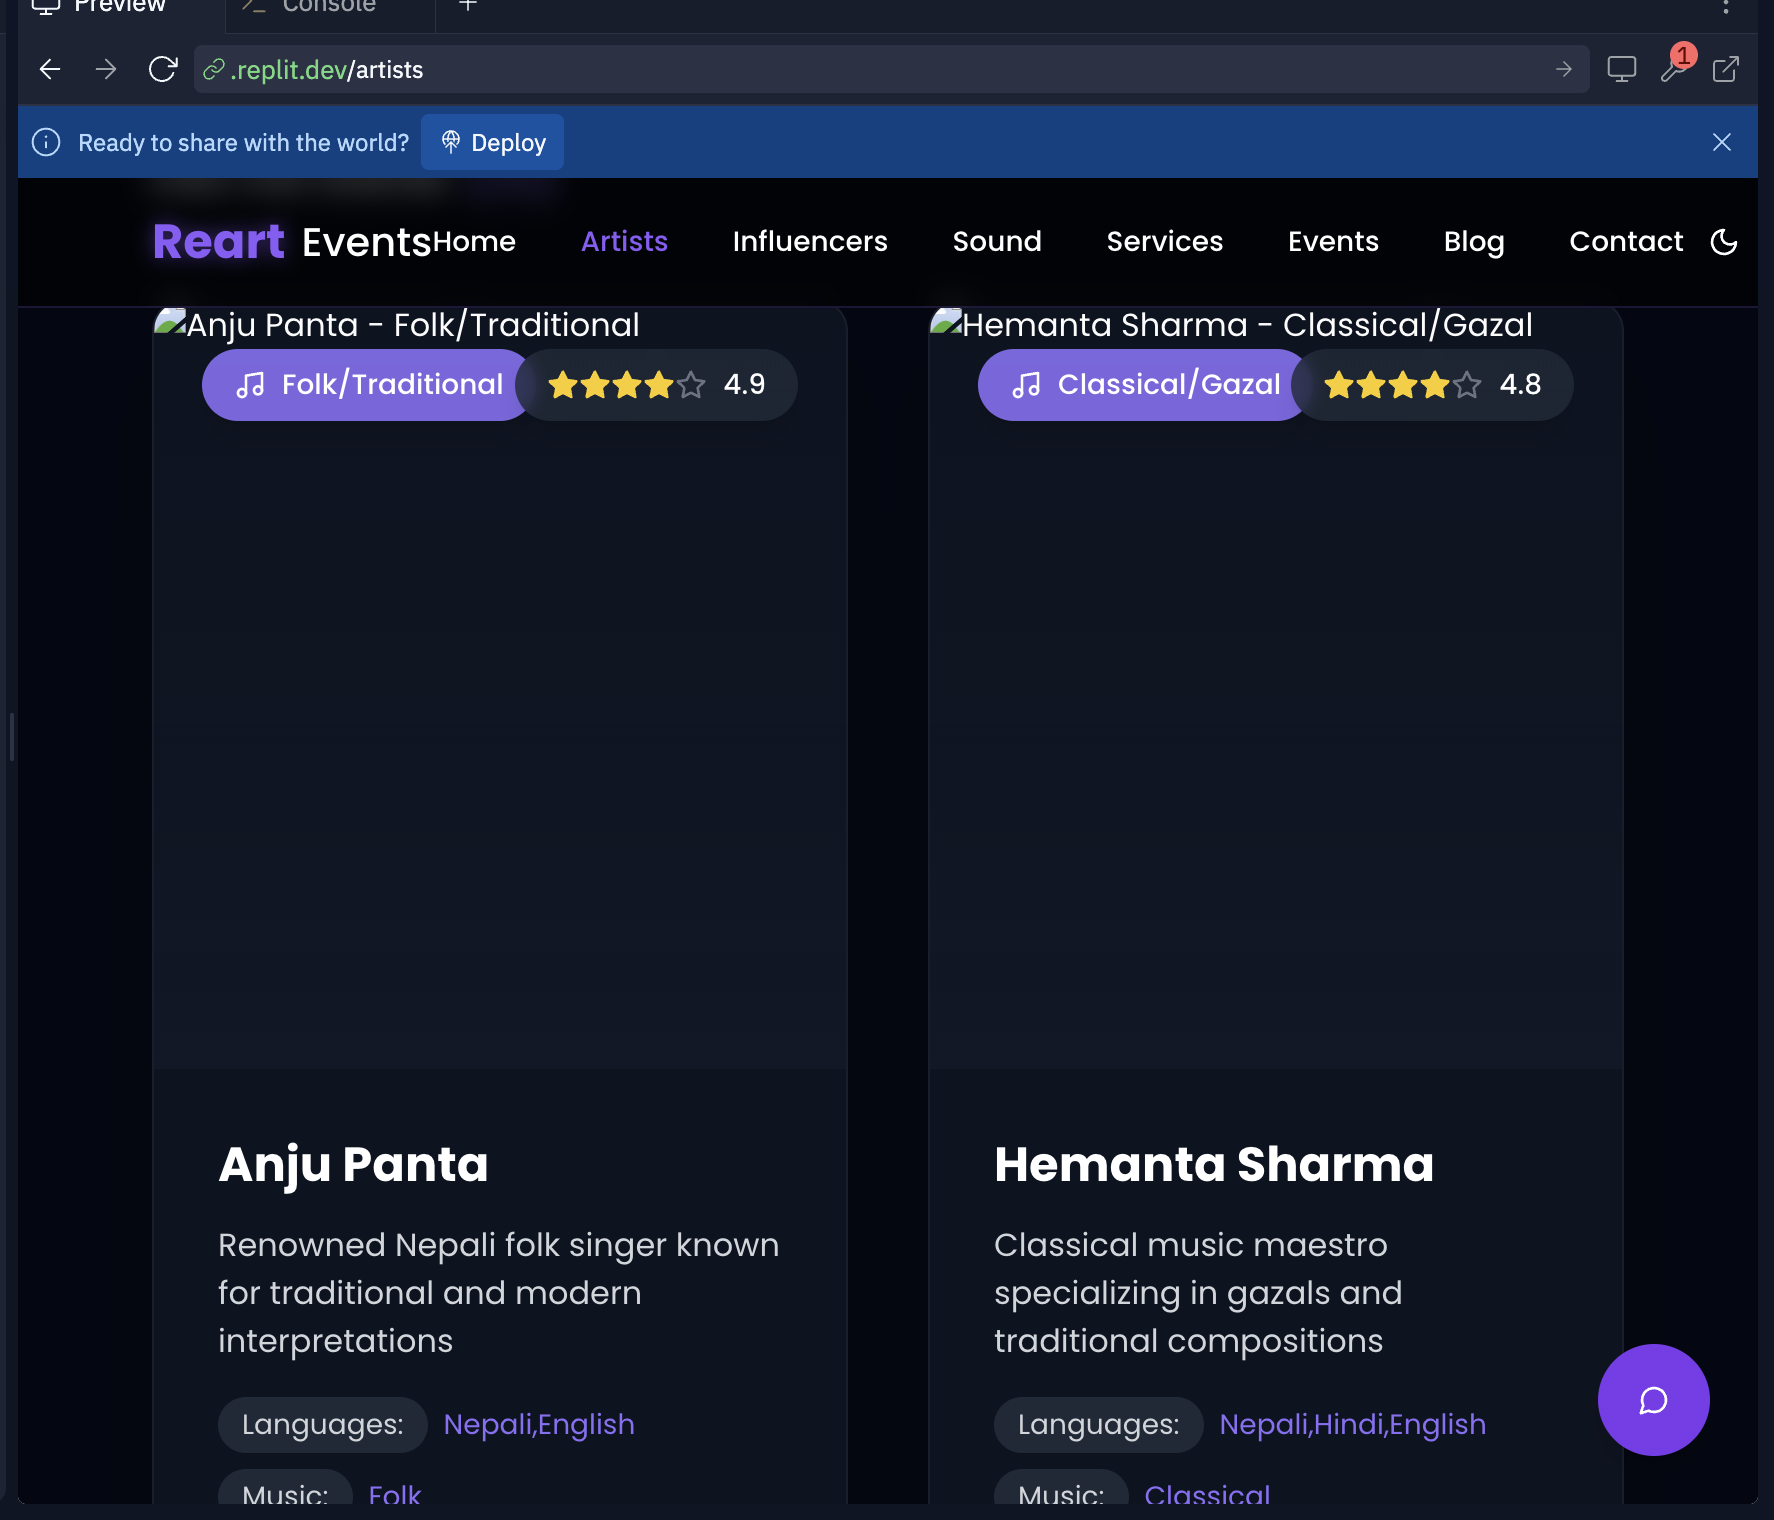 Preview
Console
.replit.dev/artists
1
Ready to share with the world?
Deploy
Reart Events
Home
Artists
Influencers
Sound
Services
Events
Blog
Contact
Anju Panta - Folk/Traditional
Folk/Traditional
4.9
Anju Panta
Renowned Nepali folk singer known
for traditional and modern
interpretations
Languages: Nepali,English
Music: Folk
Hemanta Sharma - Classical/Gazal
Classical/Gazal
4.8
Hemanta Sharma
Classical music maestro
specializing in gazals and
traditional compositions
Languages: Nepali,Hindi,English
Music: Classical